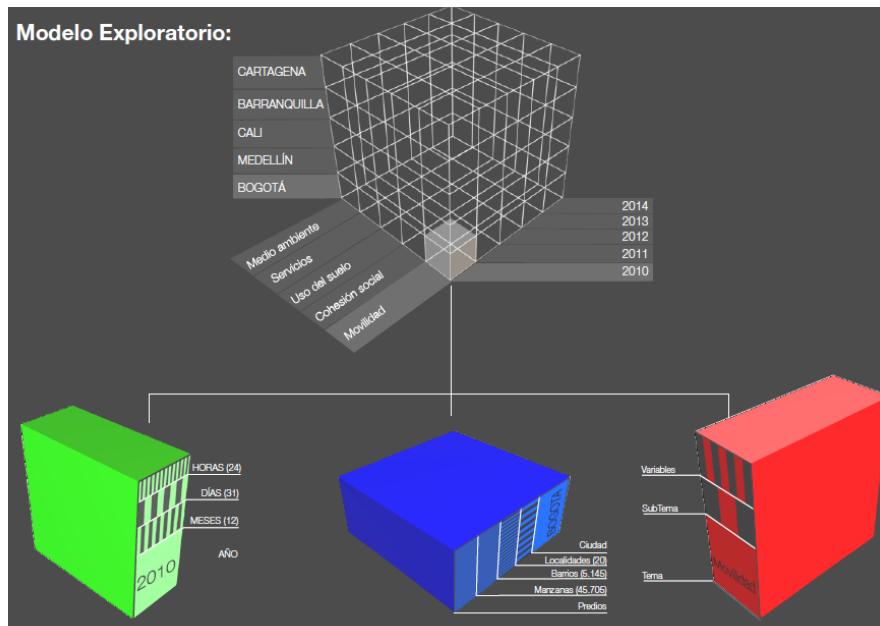 Modelo Exploratorio:
CARTAGENA
BARRANQUILLA
CALI
MEDELLÍN
BOGOTÁ
2014
2013
2012
2011
2010
Medio ambiente
Servicios
Uso del suelo
Cohesión social
Movilidad
HORAS (24)
DÍAS (31)
MESES (12)
AÑO
2010
BOGOTÁ
Ciudad
Localidades (20)
Barrios (5.145)
Manzanas (45.705)
Predios
Variables
SubTema
Tema
Movilidad